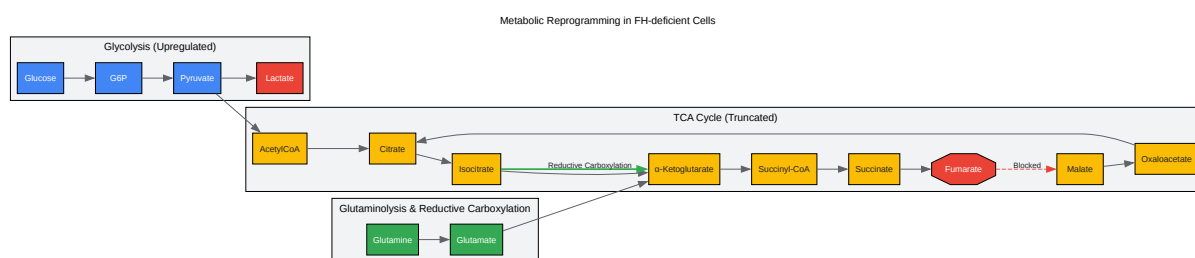 Metabolic Reprogramming in FH-deficient Cells
Glycolysis (Upregulated)
Glucose
G6P
Pyruvate
Lactate
TCA Cycle (Truncated)
AcetylCoA
Citrate
Isocitrate
Reductive Carboxylation
α-Ketoglutarate
Succinyl-CoA
Succinate
Fumarate
Blocked
Malate
Oxaloacetate
Glutaminolysis & Reductive Carboxylation
Glutamine
Glutamate